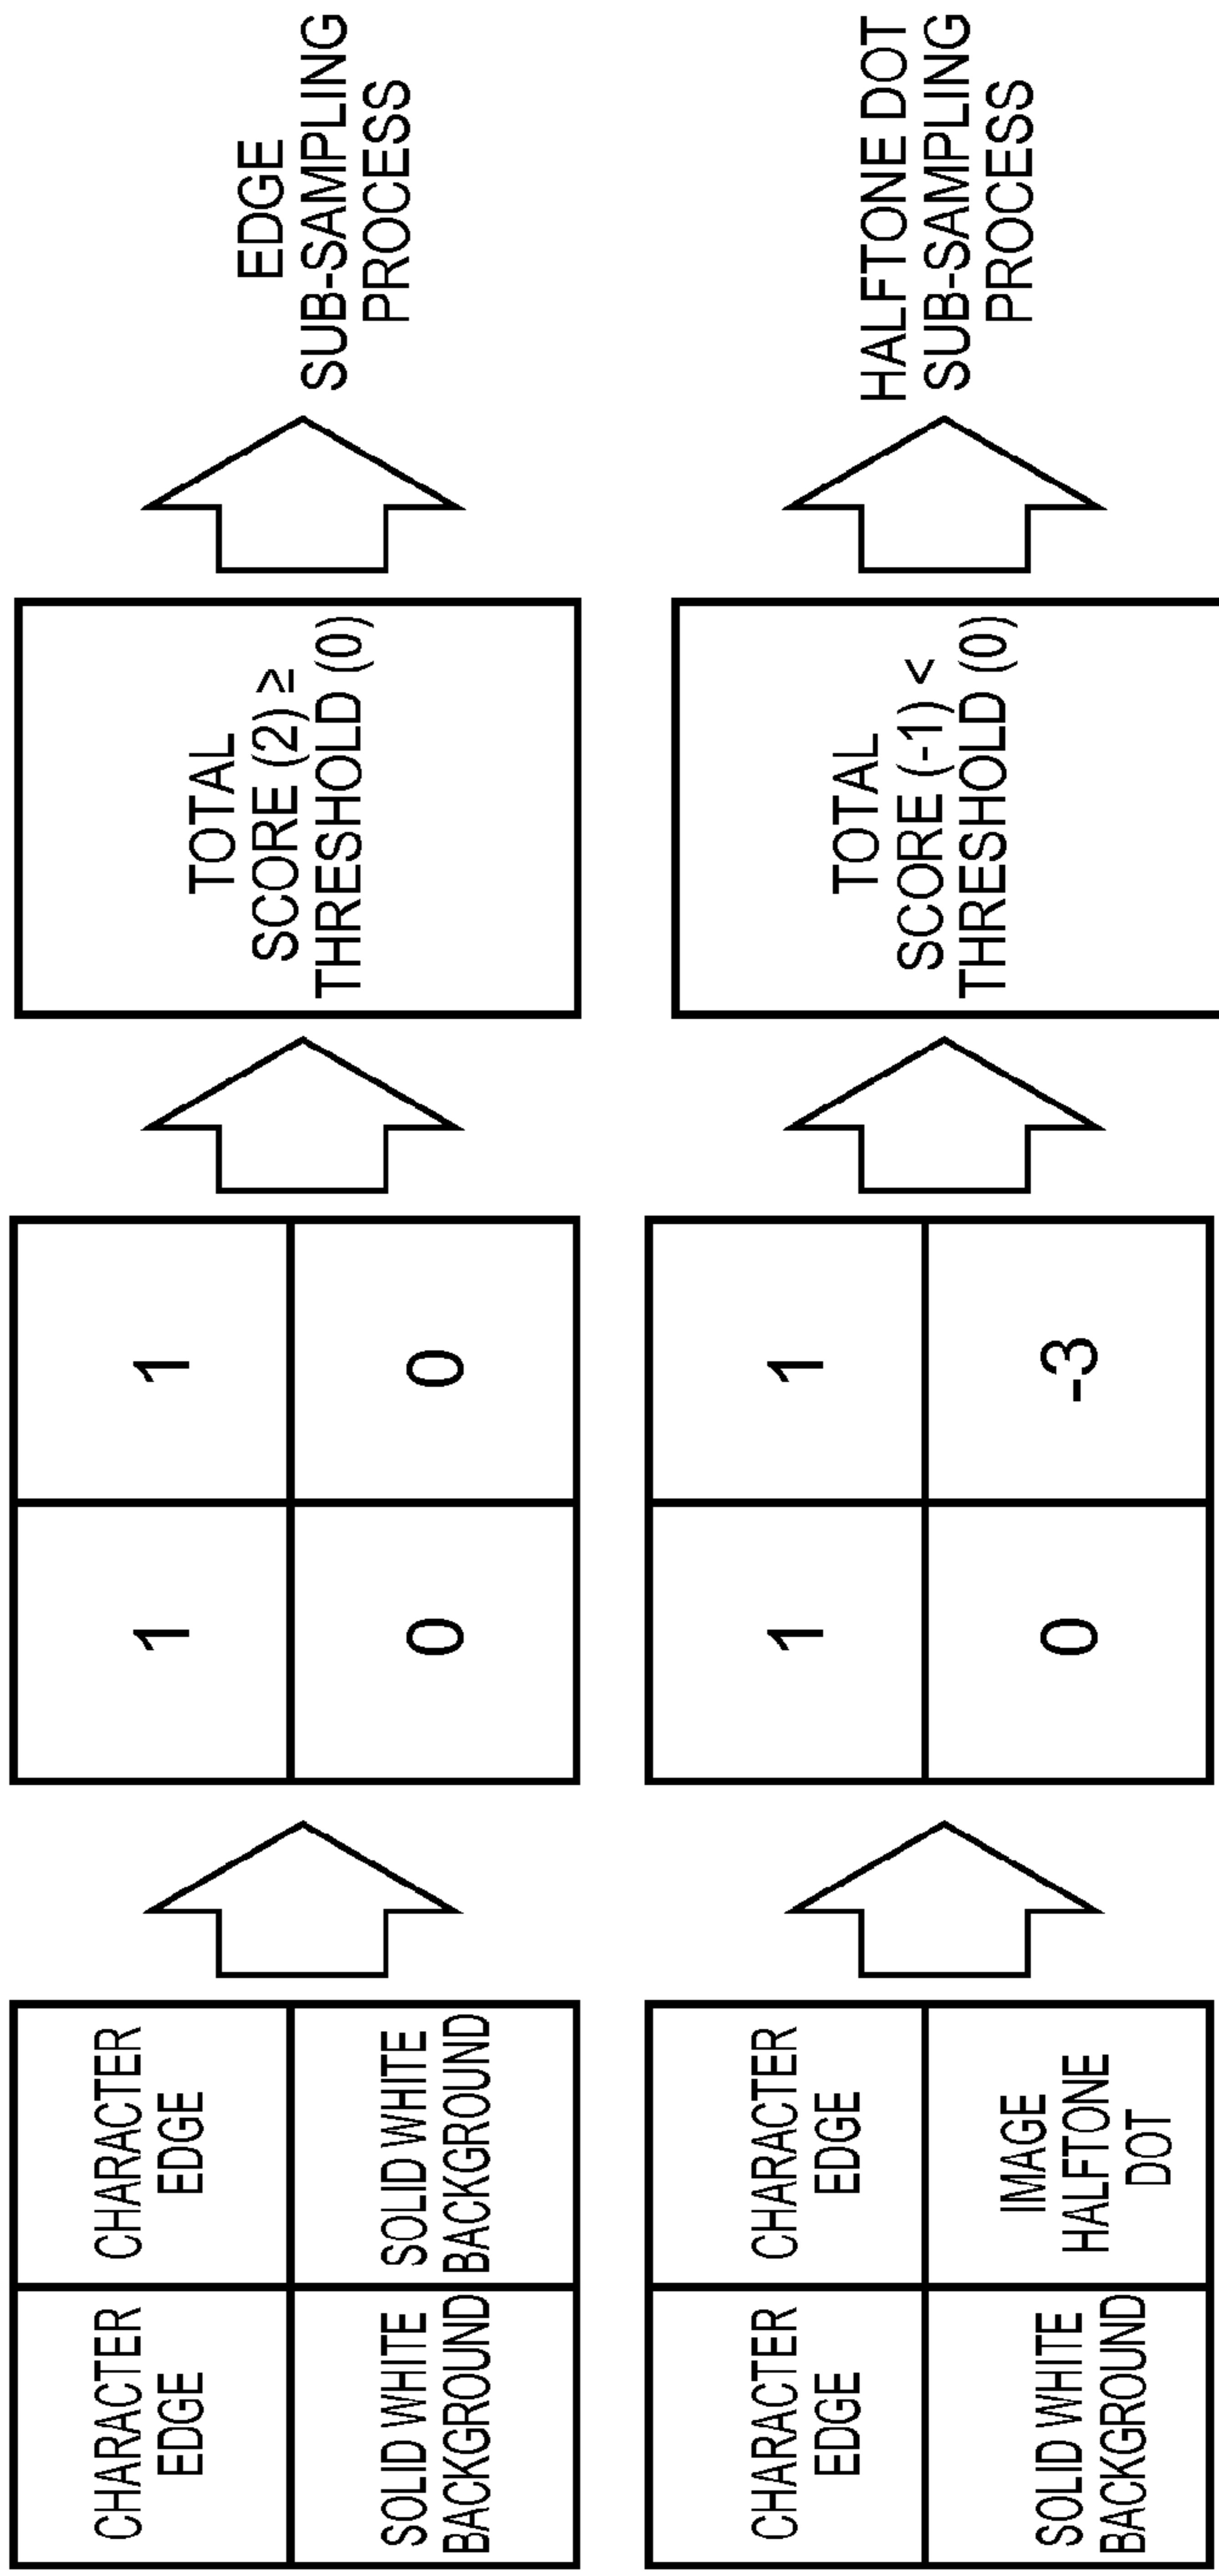 CHARACTER
EDGE
CHARACTER
EDGE
SOLID WHITE
BACKGROUND
SOLID WHITE
BACKGROUND
1
1
0
0
TOTAL
SCORE (2) ≥
THRESHOLD (0)
EDGE
SUB-SAMPLING
PROCESS
CHARACTER
EDGE
CHARACTER
EDGE
SOLID WHITE
BACKGROUND
IMAGE
HALFTONE
DOT
1
1
0
-3
TOTAL
SCORE (-1) <
THRESHOLD (0)
HALFTONE DOT
SUB-SAMPLING
PROCESS